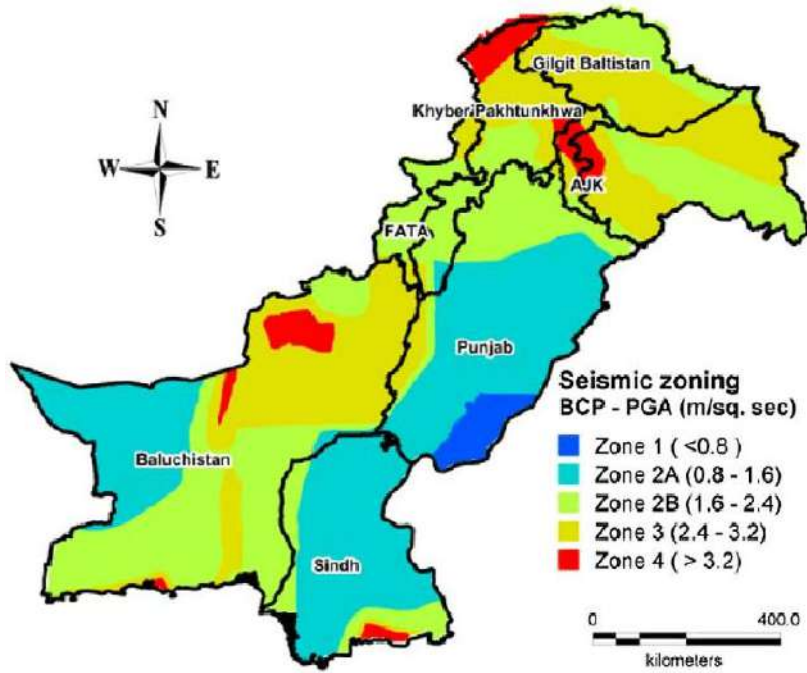 Gilgit Baltistan
Khyber Pakhtunkhwa
N
W E
S
AJK
FATA
Punjab
Seismic zoning
BCP - PGA (m/sq. sec)
Zone 1 ( <0.8 )
Baluchistan
Zone 2A (0.8 - 1.6)
Zone 2B (1.6 - 2.4)
Zone 3 (2.4 - 3.2)
Sindh
Zone 4 ( > 3.2)
0 400.0
kilometers